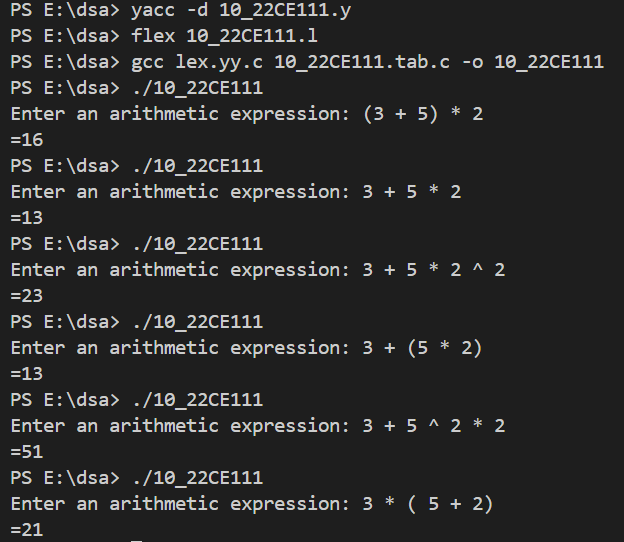 PS E:\dsa> yacc -d 10_22CE111.y
PS E:\dsa> flex 10_22CE111.l
PS E:\dsa> gcc lex.yy.c 10_22CE111.tab.c -o 10_22CE111
PS E:\dsa> ./10_22CE111
Enter an arithmetic expression: (3 + 5) * 2
=16
PS E:\dsa> ./10_22CE111
Enter an arithmetic expression: 3 + 5 * 2
=13
PS E:\dsa> ./10_22CE111
Enter an arithmetic expression: 3 + 5 * 2 ^ 2
=23
PS E:\dsa> ./10_22CE111
Enter an arithmetic expression: 3 + (5 * 2)
=13
PS E:\dsa> ./10_22CE111
Enter an arithmetic expression: 3 + 5 ^ 2 * 2
=51
PS E:\dsa> ./10_22CE111
Enter an arithmetic expression: 3 * ( 5 + 2)
=21